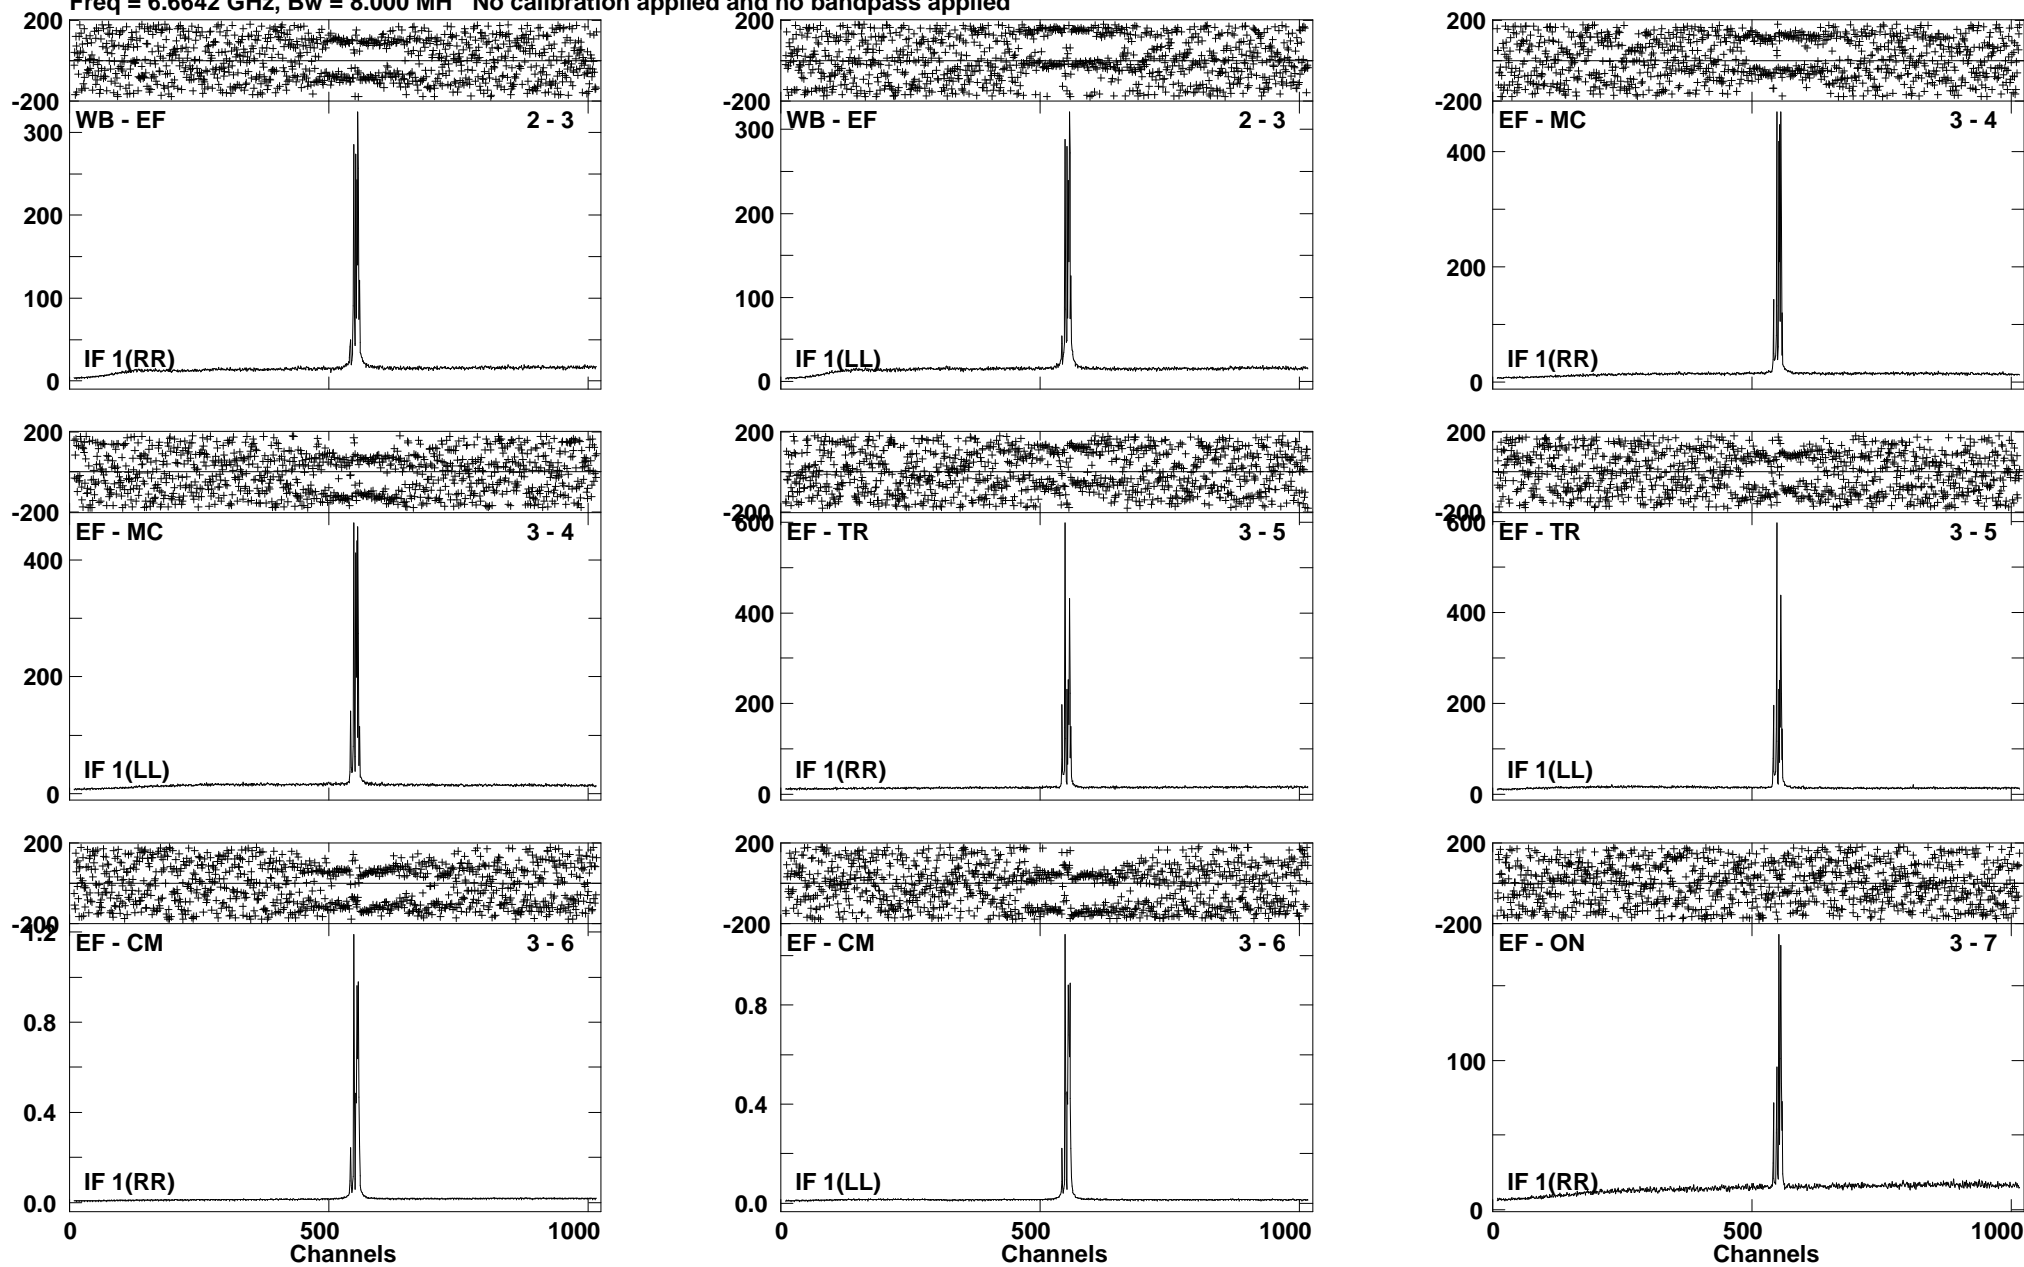 Freq = 6.6642 GHz, Bw = 8.000 MH No calibration applied and no bandpass applied
200
-200
WB - EF 2 - 3
300
200
100
0
IF 1(RR)
200
-200
WB - EF 2 - 3
300
200
100
0
IF 1(LL)
200
-200
EF - MC 3 - 4
400
200
0
IF 1(RR)
200
-200
EF - MC 3 - 4
400
200
0
IF 1(LL)
200
-200
600
EF - TR 3 - 5
400
200
0
IF 1(RR)
200
-200
600
EF - TR 3 - 5
400
200
0
IF 1(LL)
200
-200
1.2
EF - CM 3 - 6
0.8
0.4
IF 1(RR)
0.0
0 500 1000
Channels
200
-200
EF - CM 3 - 6
0.8
0.4
IF 1(LL)
0.0
0 500 1000
Channels
200
-200
EF - ON 3 - 7
100
IF 1(RR)
0
0 500 1000
Channels